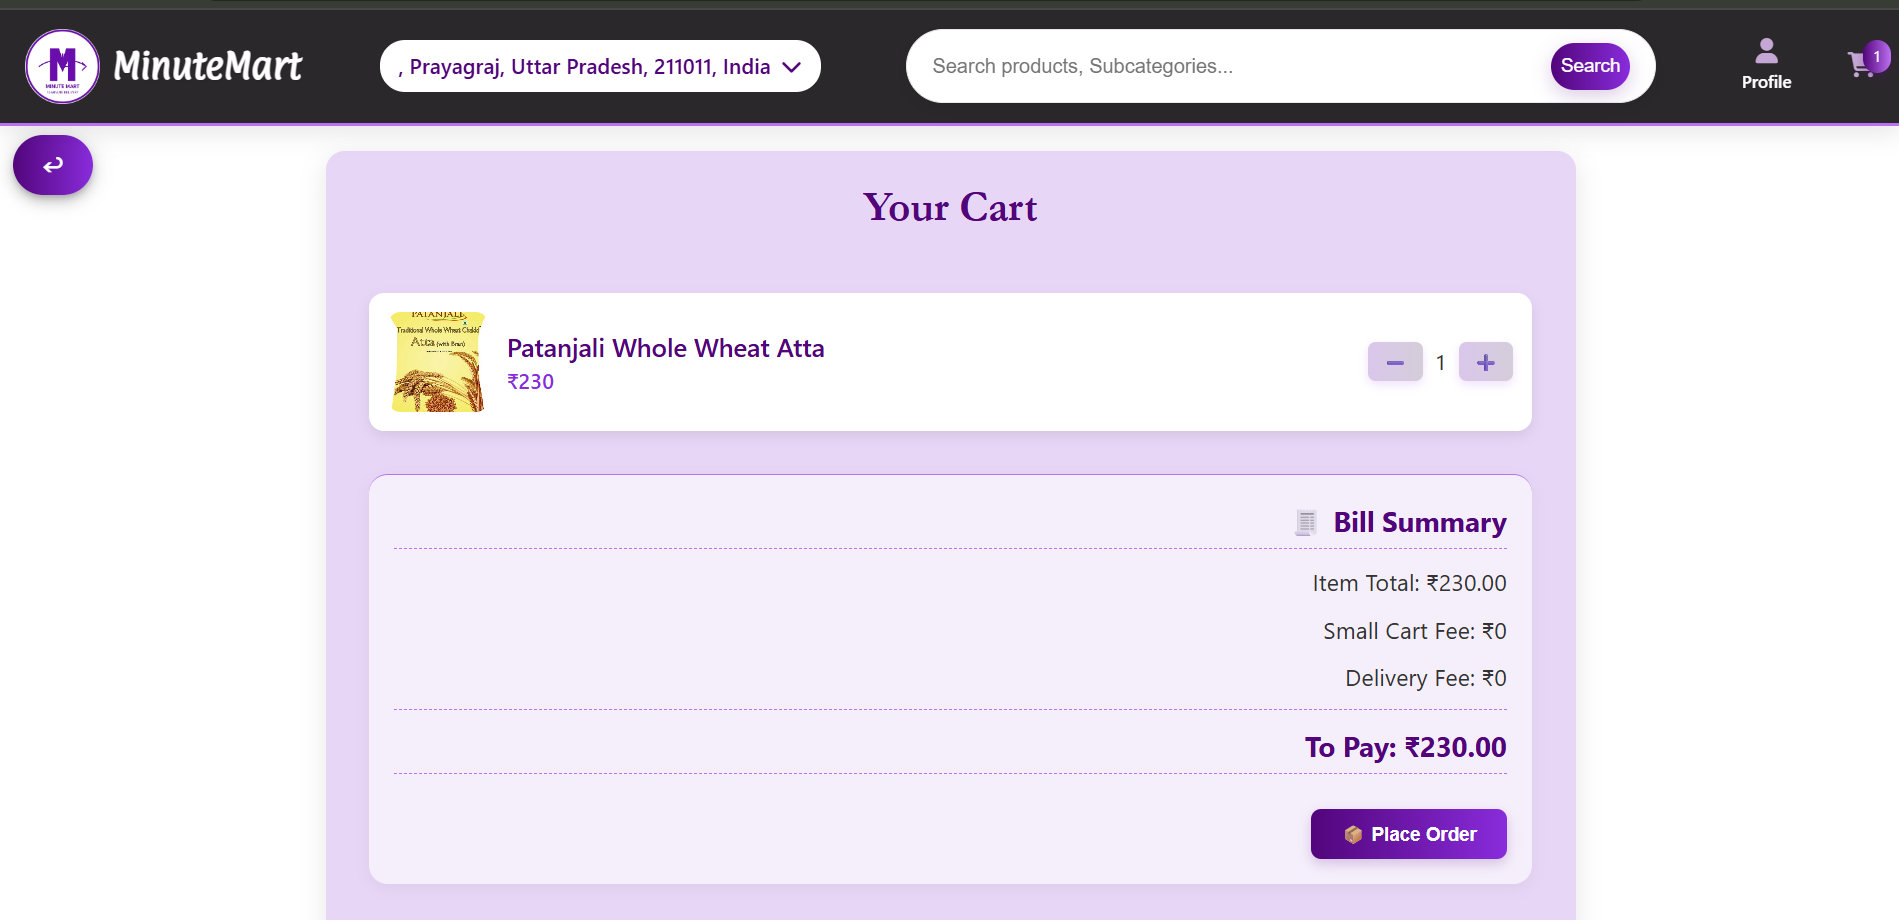 M
MINUTE MART
MinuteMart
, Prayagraj, Uttar Pradesh, 211011, India
Search products, Subcategories...
Search
Profile
1
Your Cart
PATANJALI
Traditional Whole Wheat Chakki
Atta (with Bran)
Patanjali Whole Wheat Atta
₹230
1
Bill Summary
Item Total: ₹230.00
Small Cart Fee: ₹0
Delivery Fee: ₹0
To Pay: ₹230.00
Place Order